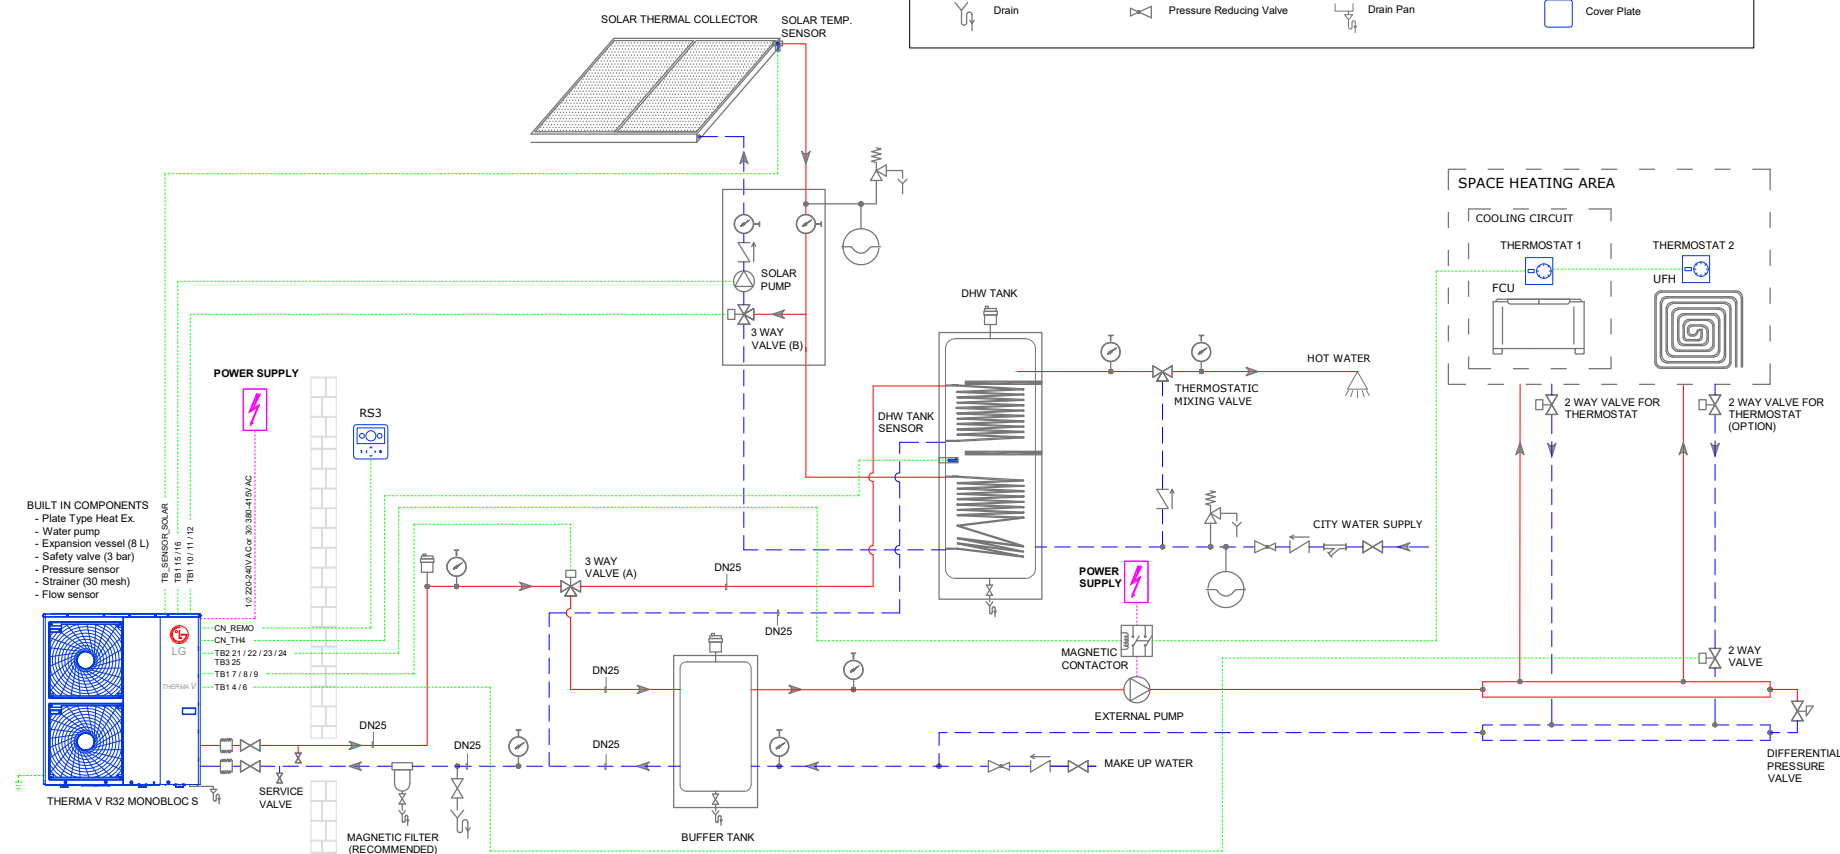 Drain
Pressure Reducing Valve
Drain Pan
Cover Plate
SOLAR THERMAL COLLECTOR
SOLAR TEMP.
SENSOR
SPACE HEATING AREA
COOLING CIRCUIT
THERMOSTAT 1
THERMOSTAT 2
FCU
UFH
SOLAR
PUMP
3 WAY
VALVE (B)
DHW TANK
HOT WATER
THERMOSTATIC
MIXING VALVE
2 WAY VALVE FOR
THERMOSTAT
2 WAY VALVE FOR
THERMOSTAT
(OPTION)
POWER SUPPLY
RS3
DHW TANK
SENSOR
BUILT IN COMPONENTS
- Plate Type Heat Ex.
- Water pump
- Expansion vessel (8 L)
- Safety valve (3 bar)
- Pressure sensor
- Strainer (30 mesh)
- Flow sensor
TB_SENSOR_SOLAR
TB1 15 / 16
TB1 10 / 11 / 12
1∅ 220-240V AC or 3∅ 380-415V AC
CITY WATER SUPPLY
3 WAY
VALVE (A)
DN25
POWER
SUPPLY
DN25
LG
THERMA V
CN_REMO
CN_TH4
TB2 21 / 22 / 23 / 24
TB3 25
TB1 7 / 8 / 9
TB1 4 / 6
MAGNETIC
CONTACTOR
2 WAY
VALVE
DN25
EXTERNAL PUMP
DN25
DN25
DN25
MAKE UP WATER
DIFFERENTIAL
PRESSURE
VALVE
SERVICE
VALVE
THERMA V R32 MONOBLOC S
MAGNETIC FILTER
(RECOMMENDED)
BUFFER TANK